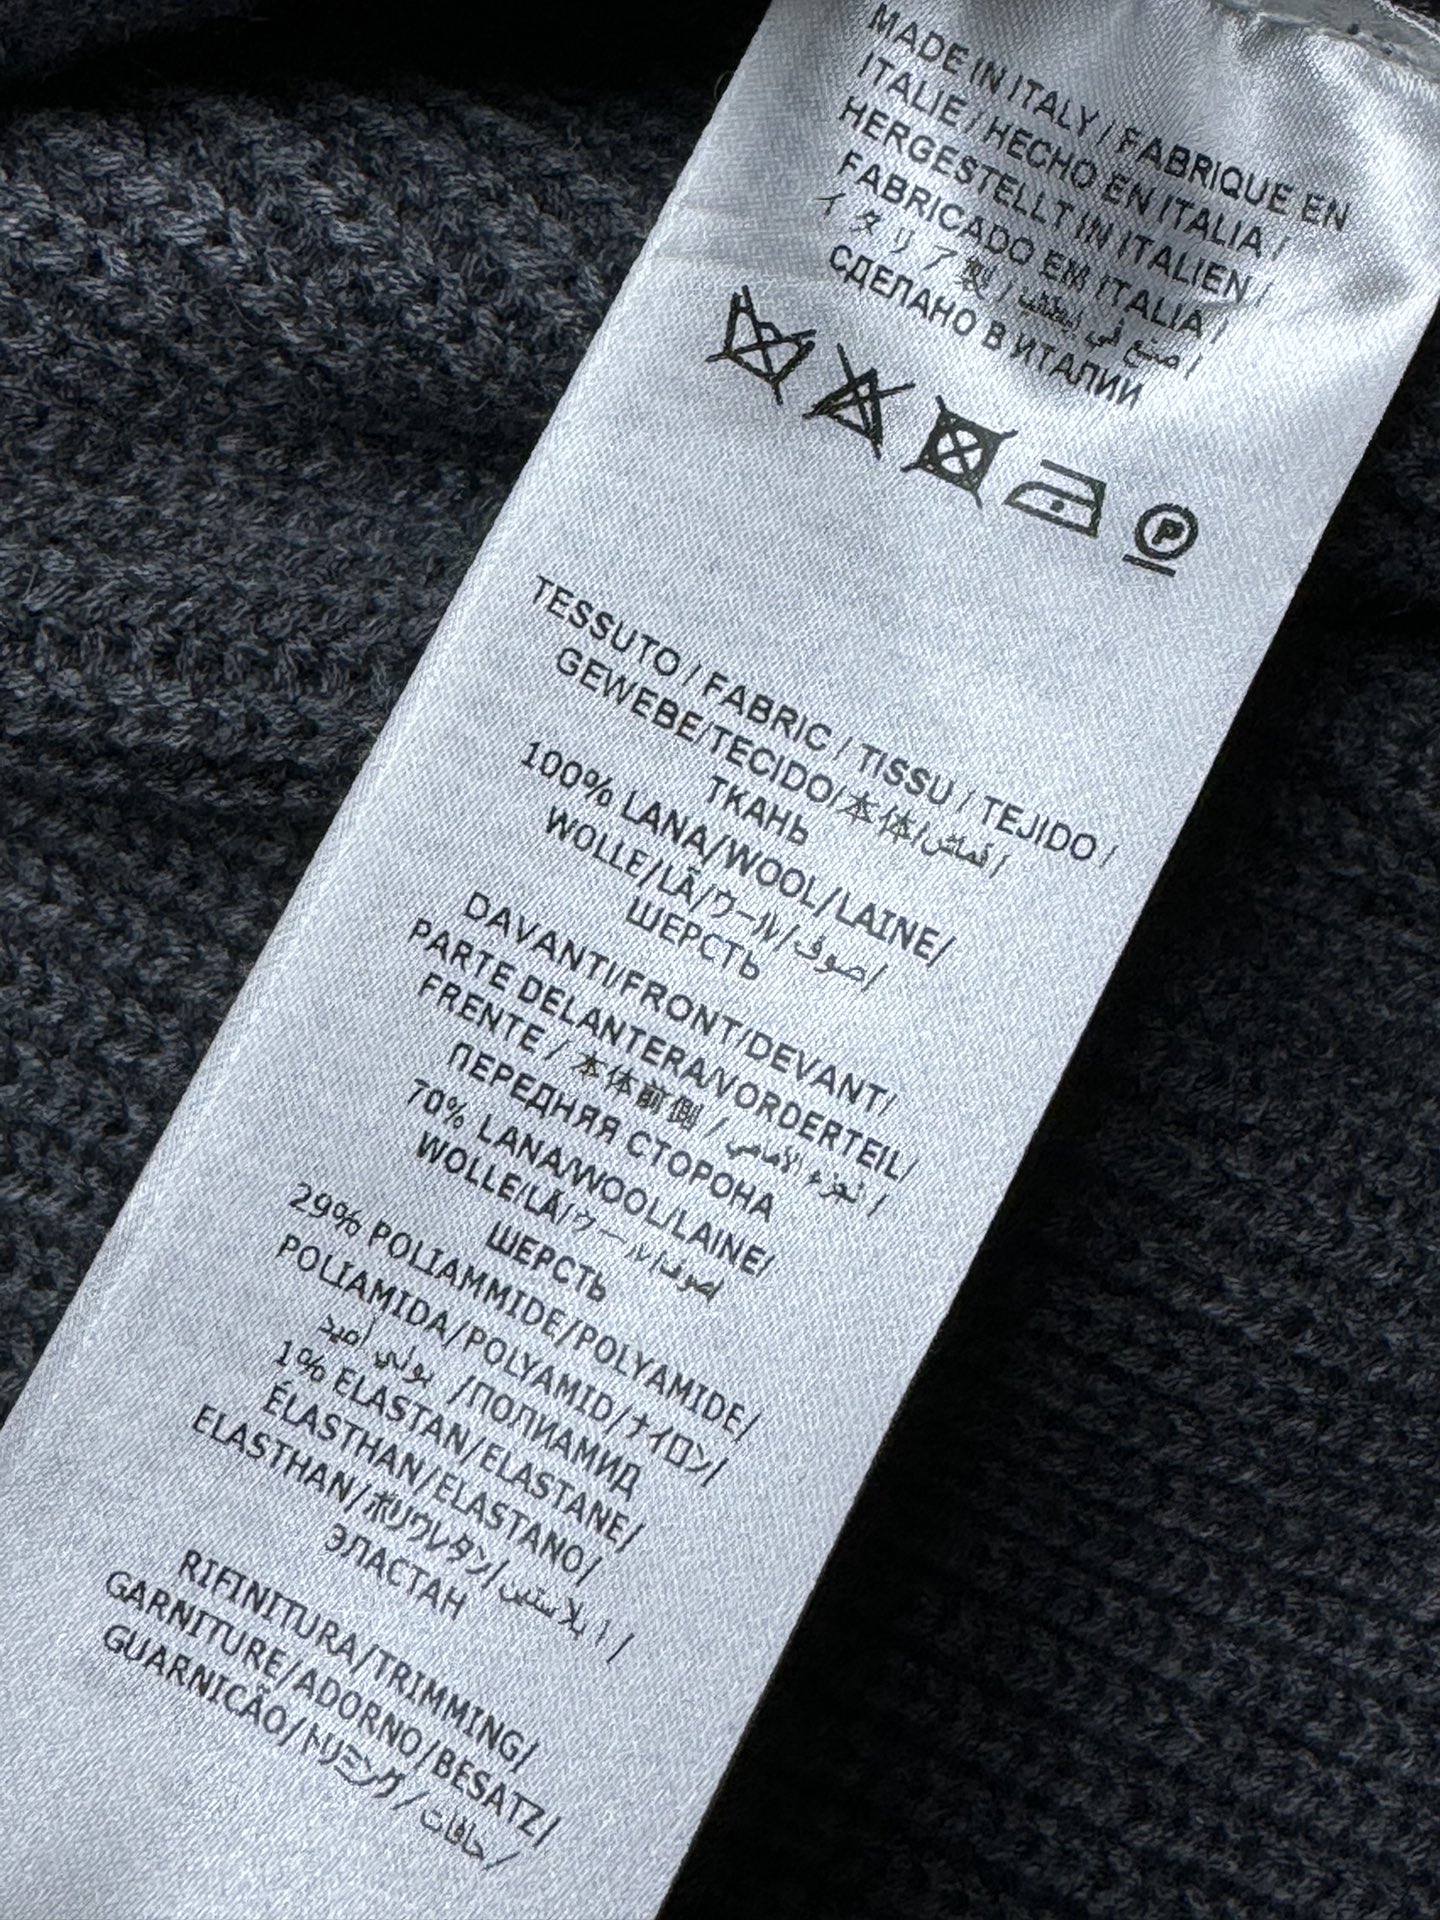 MADE IN ITALY / FABRIQUE EN
ITALIE / HECHO EN ITALIA /
HERGESTELLT IN ITALIEN /
FABRICADO EM ITALIA /
イタリア製 / صنع في إيطاليا /
СДЕЛАНО В ИТАЛИИ
P
TESSUTO / FABRIC / TISSU / TEJIDO /
GEWEBE/TECIDO/本体/قماش/
ТКАНЬ
100% LANA/WOOL/LAINE/
WOLLE/LÃ/ウール/صوف/
ШЕРСТЬ
DAVANTI/FRONT/DEVANT/
PARTE DELANTERA/VORDERTEIL/
FRENTE / 本体前側 / الجزء الأمامي /
ПЕРЕДНЯЯ СТОРОНА
70% LANA/WOOL/LAINE/
WOLLE/LÃ/ウール/صوف/
ШЕРСТЬ
29% POLIAMMIDE/POLYAMIDE/
POLIAMIDA/POLYAMID/ナイロン/
بولي أميد /ПОЛИАМИД
1% ELASTAN/ELASTANE/
ÉLASTHAN/ELASTANO/
ELASTHAN/ポリウレタン/إيلاستين/
ЭЛАСТАН
RIFINITURA/TRIMMING/
GARNITURE/ADORNO/BESATZ/
GUARNICÃO/トリミング/حافات/